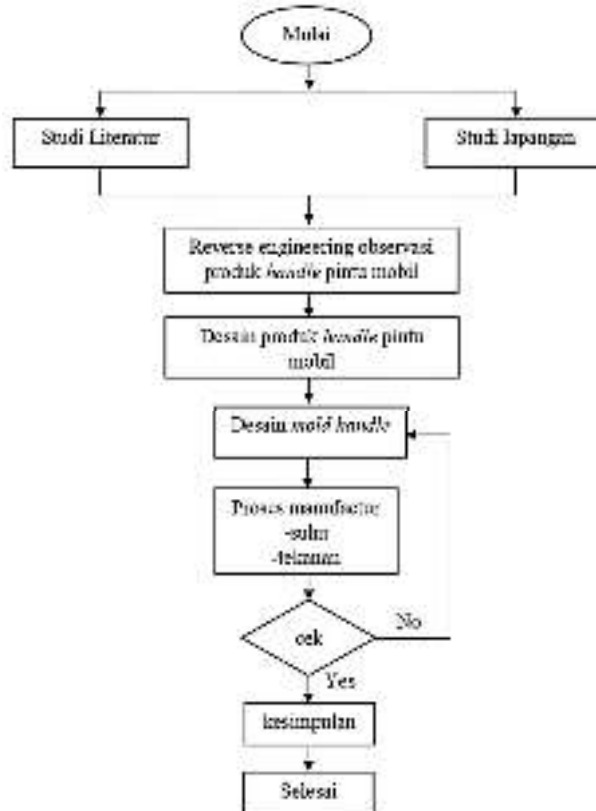 Mulai
Studi Literatur
Studi lapangan
Reverse engineering observasi
produk handle pintu mobil
Desain produk handle pintu
mobil
Desain mold handle
Proses manufactur
-suhu
-tekanan
cek
No
Yes
kesimpulan
Selesai